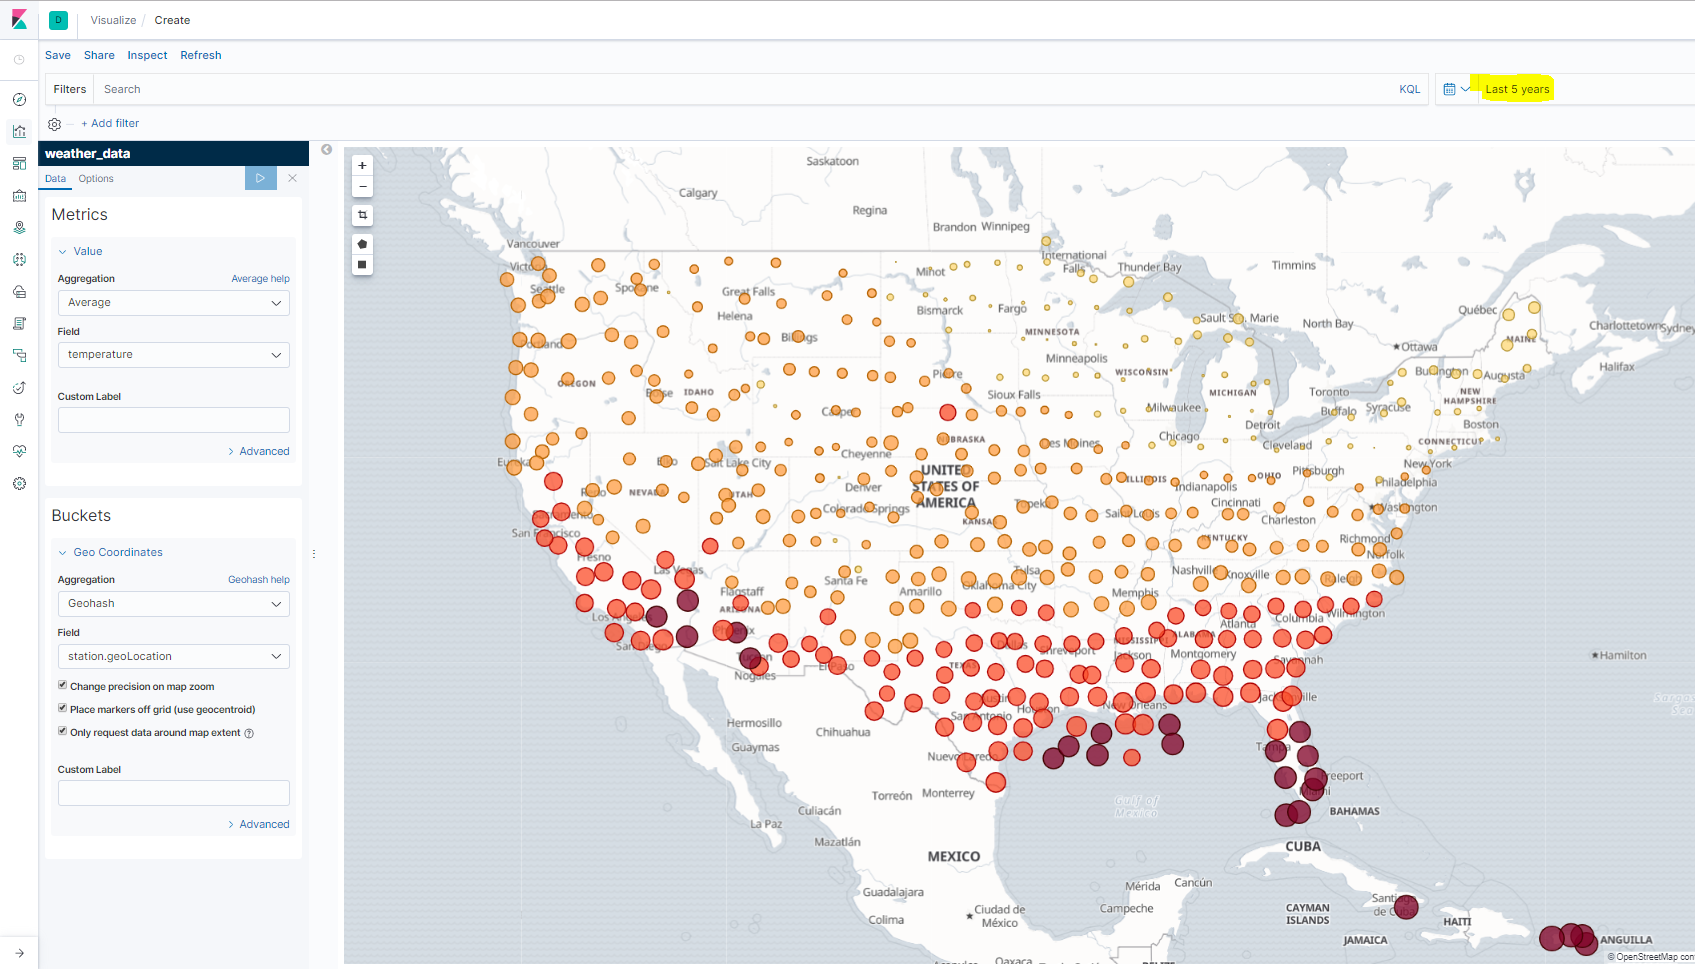 D Visualize / Create
Save Share Inspect Refresh
Filters Search KQL Last 5 years
+ Add filter
weather_data
Data Options
Metrics
Value
Aggregation Average help
Average
Field
temperature
Custom Label
Advanced
Buckets
Geo Coordinates
Aggregation Geohash help
Geohash
Field
station.geoLocation
Change precision on map zoom
Place markers off grid (use geocentroid)
Only request data around map extent
Custom Label
Advanced
+
−
Saskatoon
Calgary
Regina
Brandon Winnipeg
Vancouver
International
Falls
Thunder Bay
Timmins
Seattle
Spokane
Great Falls
Helena
Minot
Bismarck
Fargo
MINNESOTA
Minneapolis
Sault Ste. Marie
North Bay
Québec
MAINE
Charlottetown
Sydney
Ottawa
Halifax
Portland
Billings
OREGON
Boise
IDAHO
Pierre
Sioux Falls
WISCONSIN
MICHIGAN
Milwaukee
Toronto
Buffalo
Syracuse
Burlington
Augusta
NEW
HAMPSHIRE
Boston
CONNECTICUT
Casper
Detroit
Chicago
Cleveland
Eureka
Reno
NEVADA
Salt Lake City
UTAH
Cheyenne
NEBRASKA
Des Moines
UNITED
STATES OF
AMERICA
Denver
Colorado Springs
KANSAS
Topeka
ILLINOIS
Indianapolis
OHIO
Pittsburgh
New York
Philadelphia
Cincinnati
Saint Louis
Charleston
Washington
Sacramento
San Francisco
Fresno
KENTUCKY
Richmond
Norfolk
Las Vegas
Santa Fe
Tulsa
Nashville
Knoxville
Raleigh
Flagstaff
Amarillo
Oklahoma City
Memphis
Los Angeles
ARIZONA
Phoenix
Atlanta
Columbia
Wilmington
San Diego
Tucson
Nogales
El Paso
TEXAS
Dallas
Shreveport
MISSISSIPPI
Jackson
ALABAMA
Montgomery
Savannah
Hamilton
Hermosillo
Chihuahua
Austin
San Antonio
Houston
New Orleans
Jacksonville
Sargasso
Sea
Guaymas
Nuevo Laredo
Tampa
Freeport
Miami
Torreón
Monterrey
Gulf of
Mexico
BAHAMAS
La Paz
Culiacán
Mazatlán
MEXICO
CUBA
Guadalajara
Colima
Ciudad de
México
Mérida
Cancún
Campeche
CAYMAN
ISLANDS
Santiago
de Cuba
HAITI
JAMAICA
ANGUILLA
Oaxaca
© OpenStreetMap con